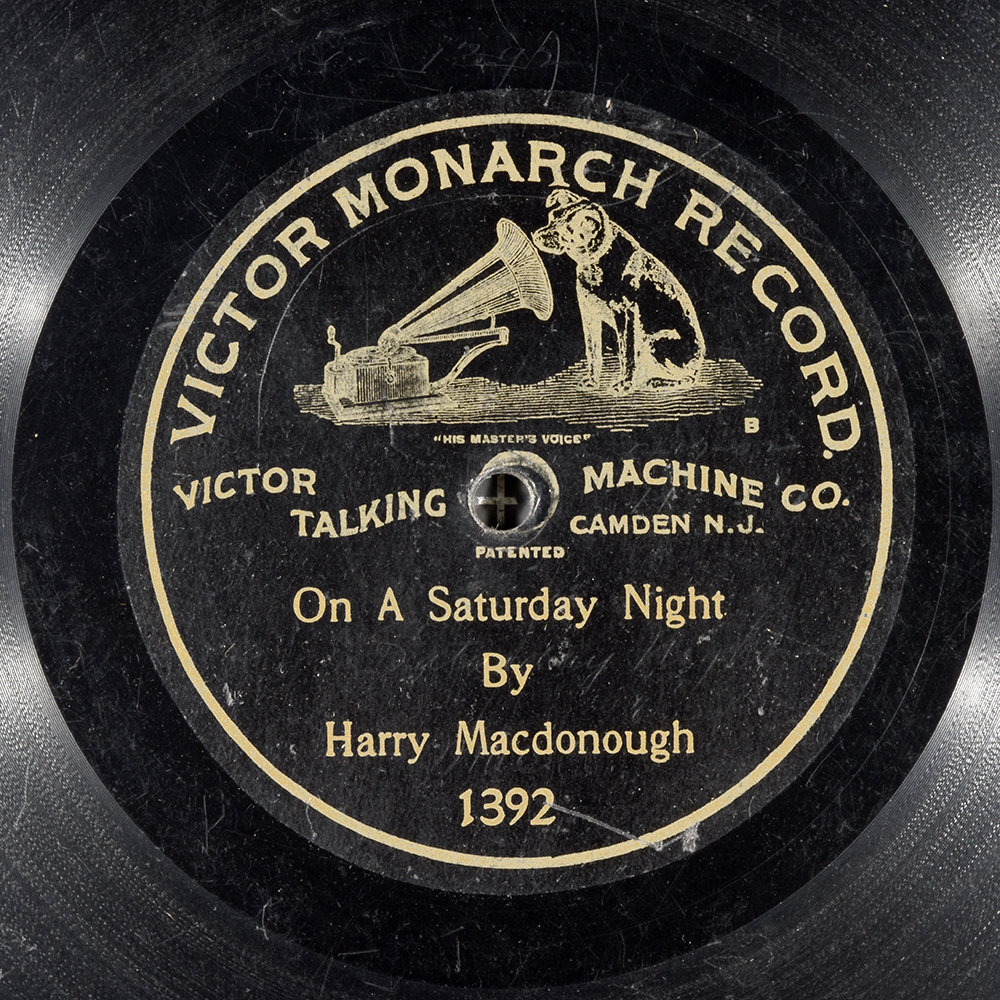 VICTOR MONARCH RECORD.
"HIS MASTER'S VOICE"
B
VICTOR TALKING MACHINE CO.
CAMDEN N.J.
PATENTED
On A Saturday Night
By
Harry Macdonough
1392